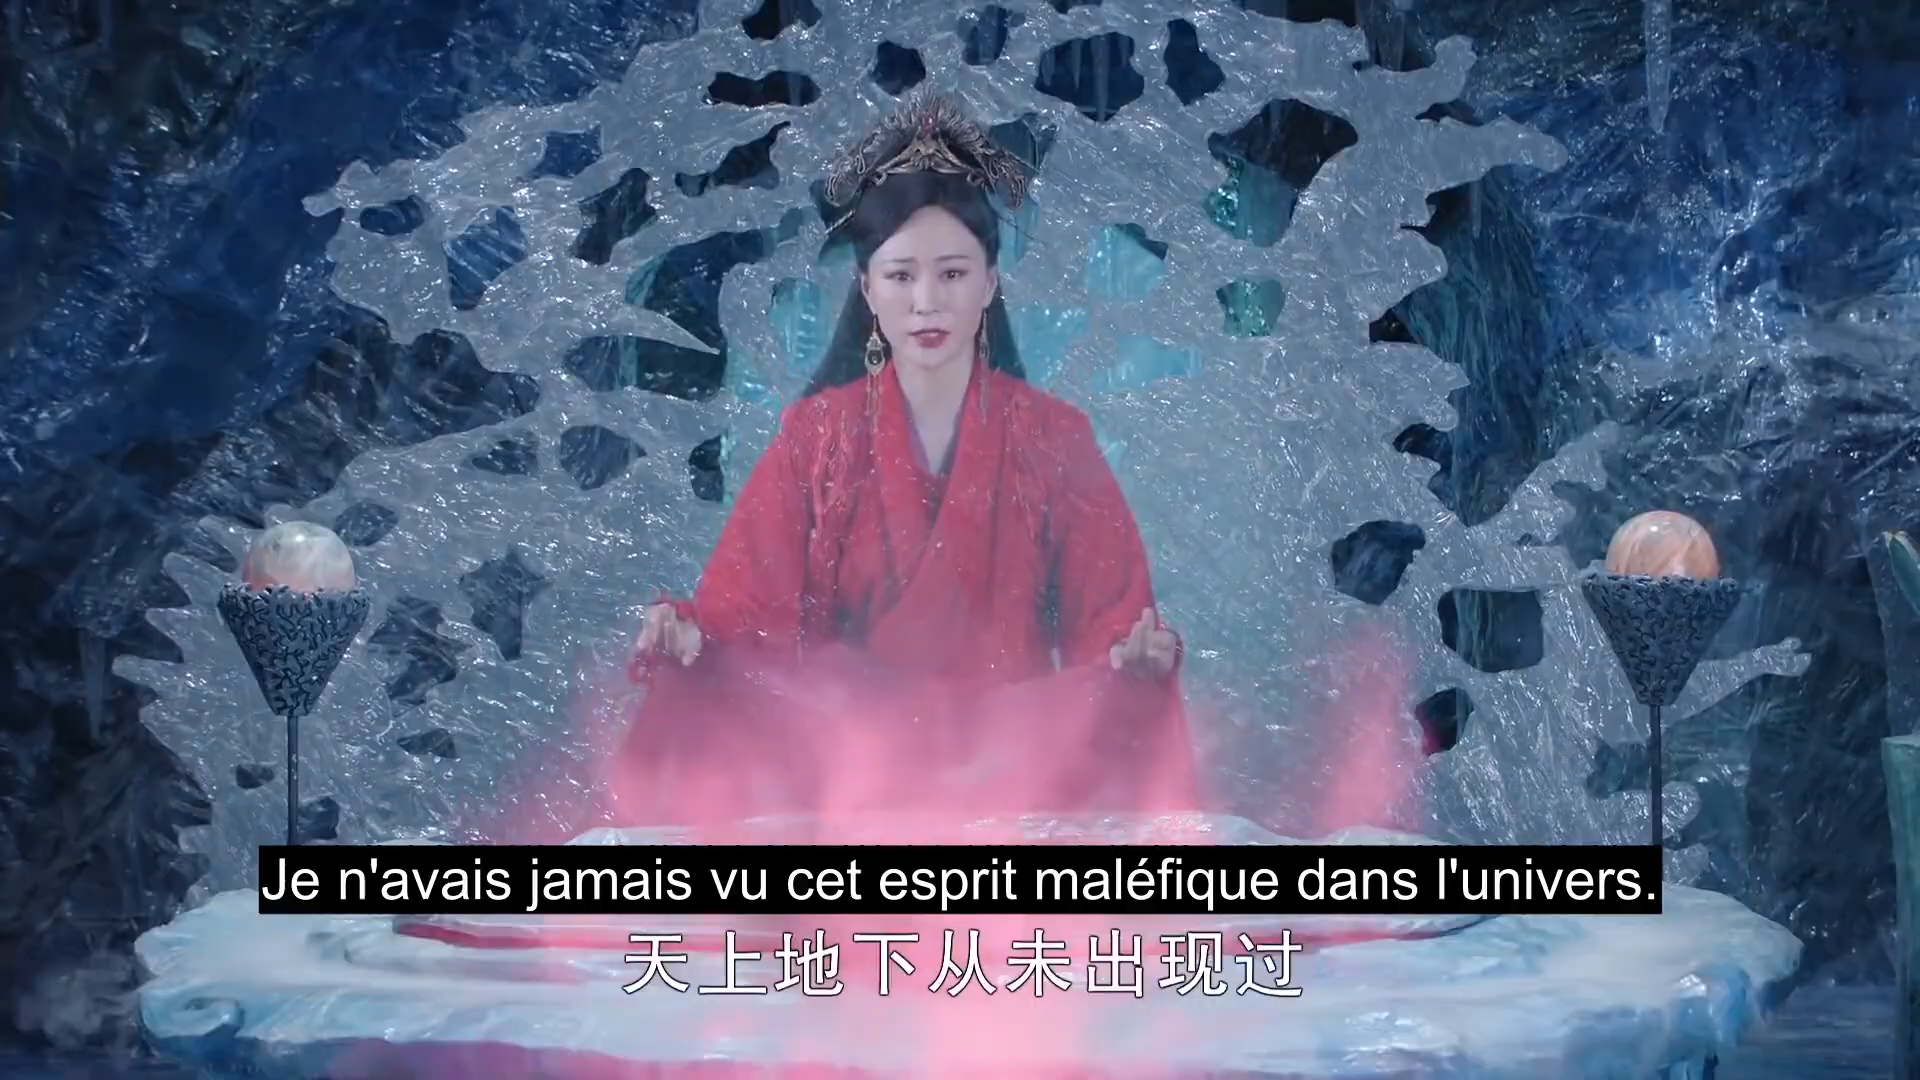 Je n'avais jamais vu cet esprit maléfique dans l'univers.
天上地下从未出现过